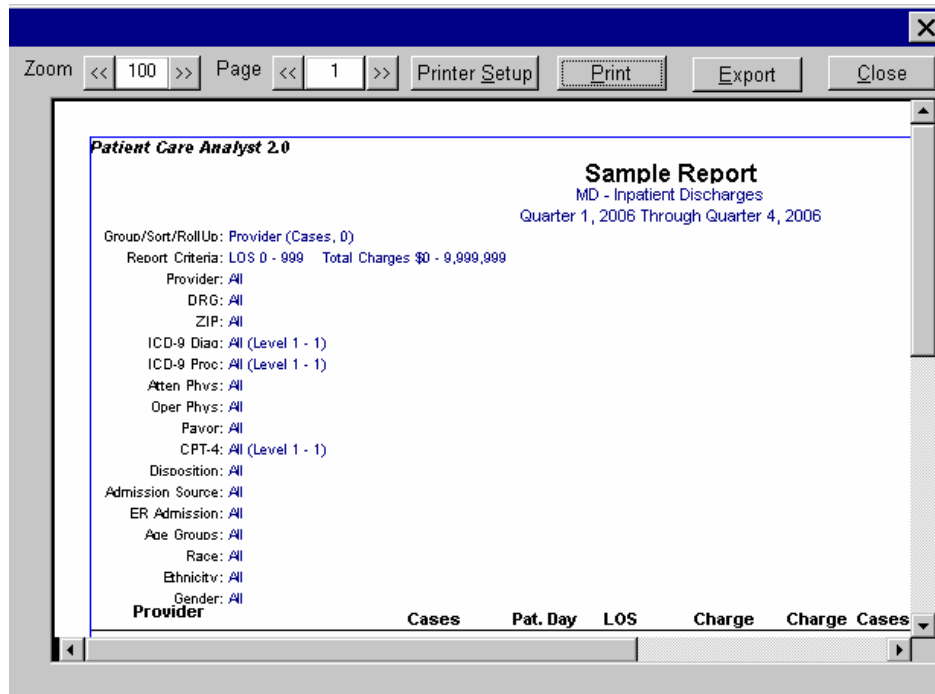 Zoom << 100 >> Page << 1 >> Printer Setup Print Export Close
Patient Care Analyst 2.0
Sample Report
MD - Inpatient Discharges
Quarter 1, 2006 Through Quarter 4, 2006
Group/Sort/RollUp: Provider (Cases, 0)
Report Criteria: LOS 0 - 999 Total Charges $0 - 9,999,999
Provider: All
DRG: All
ZIP: All
ICD-9 Diag: All (Level 1 - 1)
ICD-9 Proc: All (Level 1 - 1)
Atten Phys: All
Oper Phys: All
Payor: All
CPT-4: All (Level 1 - 1)
Disposition: All
Admission Source: All
ER Admission: All
Age Groups: All
Race: All
Ethnicity: All
Gender: All
Provider Cases Pat. Day LOS Charge Charge Cases